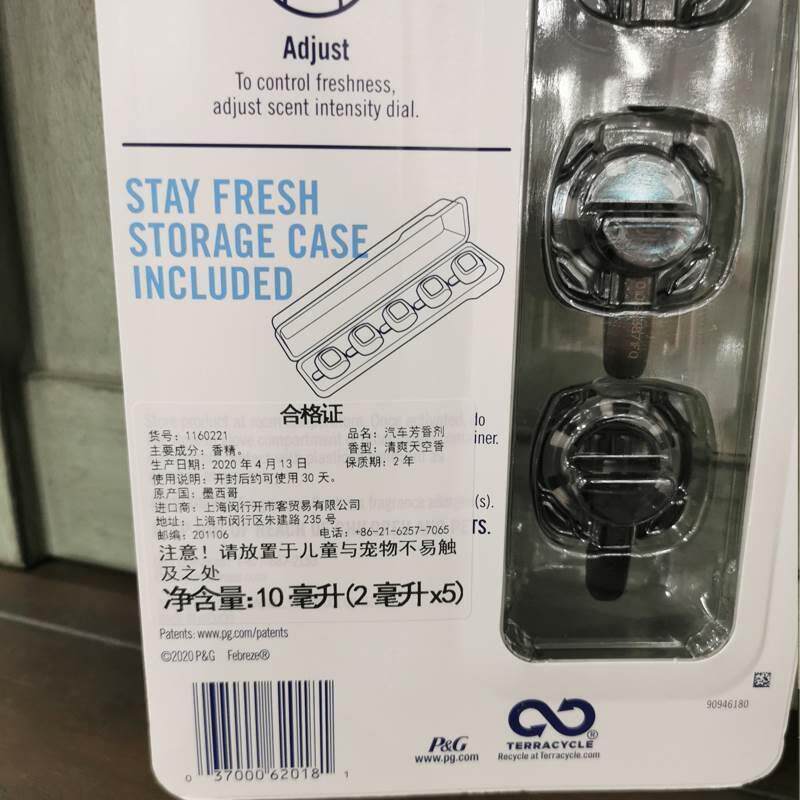 Adjust
To control freshness,
adjust scent intensity dial.
STAY FRESH
STORAGE CASE
INCLUDED
合格证
货号：1160221 品名：汽车芳香剂
主要成分：香精。 香型：清爽天空香
生产日期：2020 年 4 月 13 日 保质期：2 年
使用说明：开封后约可使用 30 天。
原产国：墨西哥
进口商：上海闵行开市客贸易有限公司
地址：上海市闵行区朱建路 235 号
邮编：201106 电话：+86-21-6257-7065
注意！请放置于儿童与宠物不易触
及之处
净含量：10 毫升(2 毫升x5)
Patents: www.pg.com/patents
©2020 P&G Febreze®
0 37000 62018 1
P&G
www.pg.com
TERRACYCLE®
Recycle at Terracycle.com
90946180